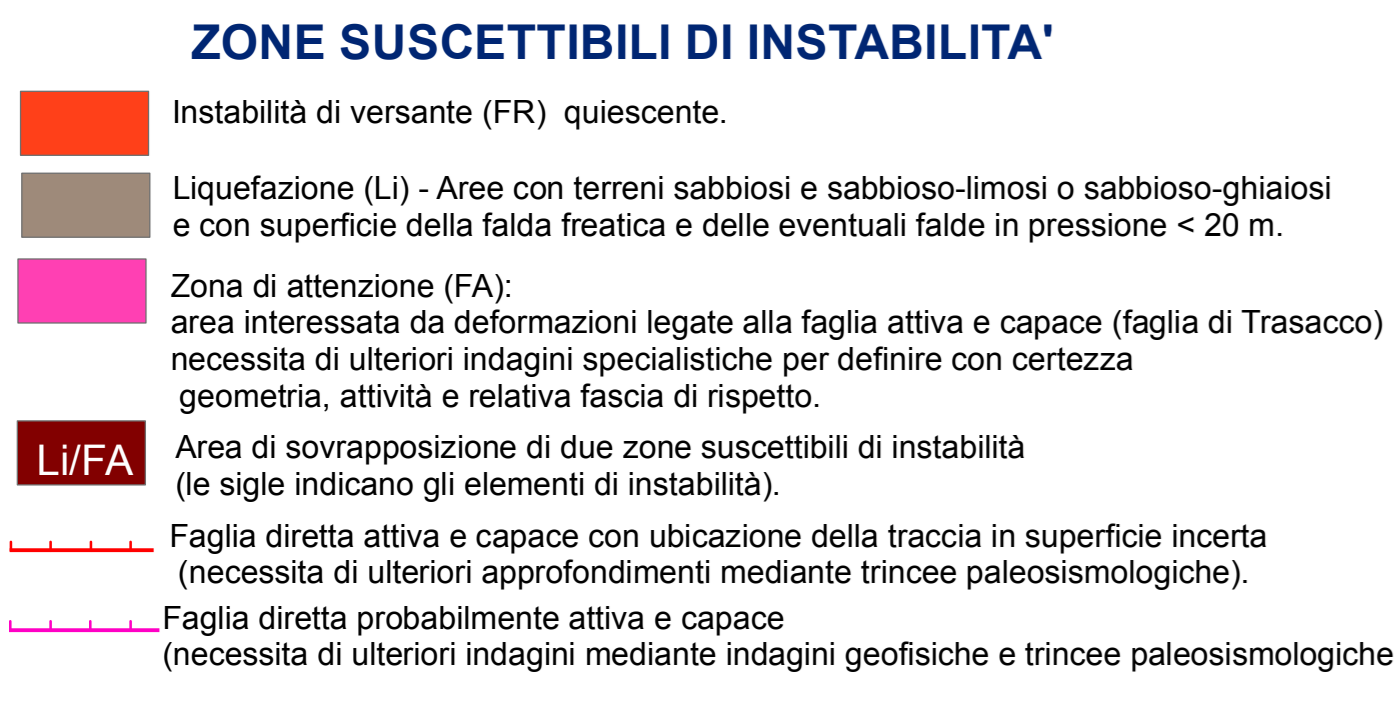 ZONE SUSCETTIBILI DI INSTABILITA'
Instabilità di versante (FR) quiescente.
Liquefazione (Li) - Aree con terreni sabbiosi e sabbioso-limosi o sabbioso-ghiaiosi
e con superficie della falda freatica e delle eventuali falde in pressione < 20 m.
Zona di attenzione (FA):
area interessata da deformazioni legate alla faglia attiva e capace (faglia di Trasacco)
necessita di ulteriori indagini specialistiche per definire con certezza
geometria, attività e relativa fascia di rispetto.
Li/FA
Area di sovrapposizione di due zone suscettibili di instabilità
(le sigle indicano gli elementi di instabilità).
Faglia diretta attiva e capace con ubicazione della traccia in superficie incerta
(necessita di ulteriori approfondimenti mediante trincee paleosismologiche).
Faglia diretta probabilmente attiva e capace
(necessita di ulteriori indagini mediante indagini geofisiche e trincee paleosismologiche